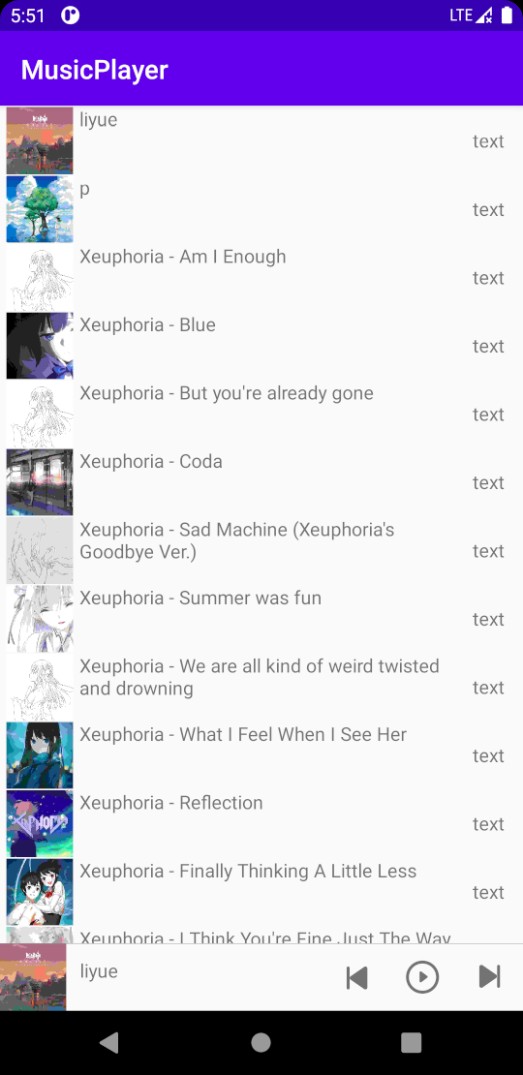 5:51
LTE
MusicPlayer
liyue
text
p
text
Xeuphoria - Am I Enough
text
Xeuphoria - Blue
text
Xeuphoria - But you're already gone
text
Xeuphoria - Coda
text
Xeuphoria - Sad Machine (Xeuphoria's
Goodbye Ver.)
text
Xeuphoria - Summer was fun
text
Xeuphoria - We are all kind of weird twisted
and drowning
text
Xeuphoria - What I Feel When I See Her
text
Xeuphoria - Reflection
text
Xeuphoria - Finally Thinking A Little Less
text
Xeuphoria - I Think You're Fine Just The Way
liyue